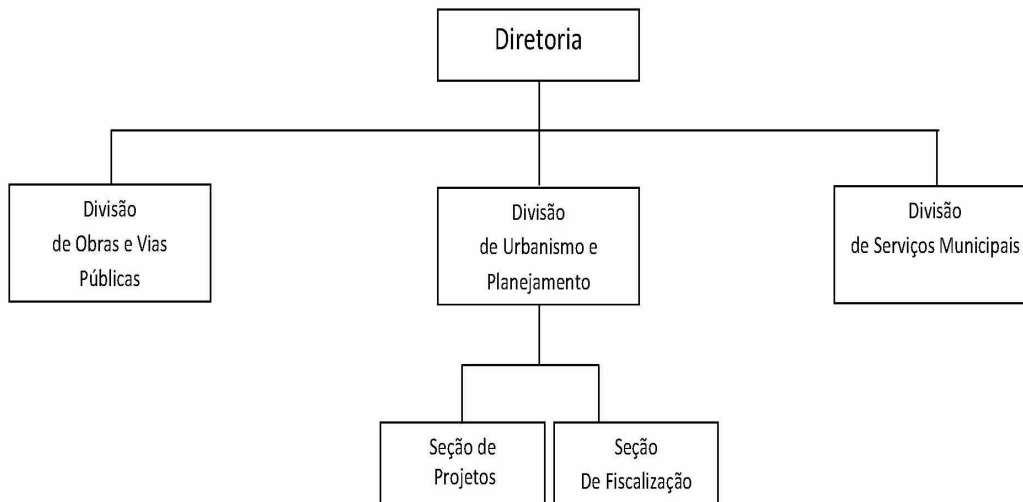 Diretoria
Divisão
de Obras e Vias
Públicas
Divisão
de Urbanismo e
Planejamento
Divisão
de Serviços Municipais
Seção de
Projetos
Seção
De Fiscalização